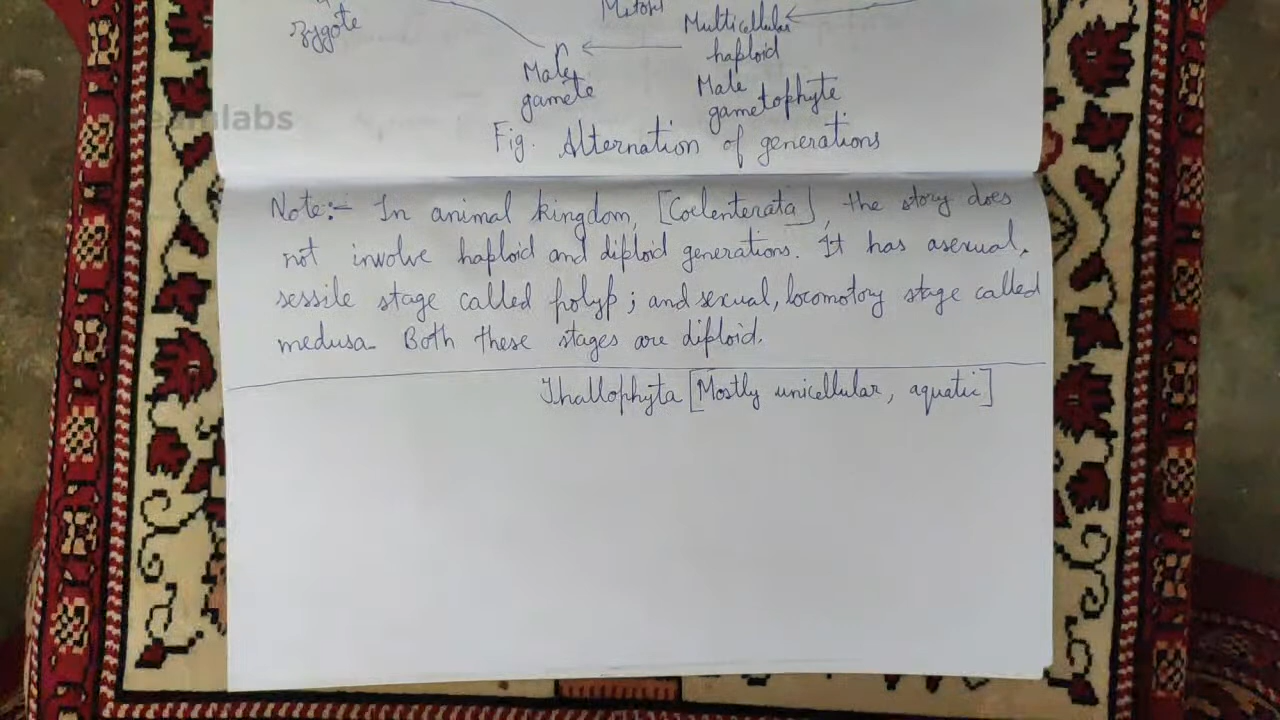 zygote
Mitosis
Multicellular
haploid
n
Male
gamete
Male
gametophyte
Fig. Alternation of generations
Note:- In animal kingdom, [Coelenterata], the story does
not involve haploid and diploid generations. It has asexual,
sessile stage called polyp; and sexual, locomotory stage called
medusa. Both these stages are diploid.
Thallophyta [Mostly unicellular, aquatic]